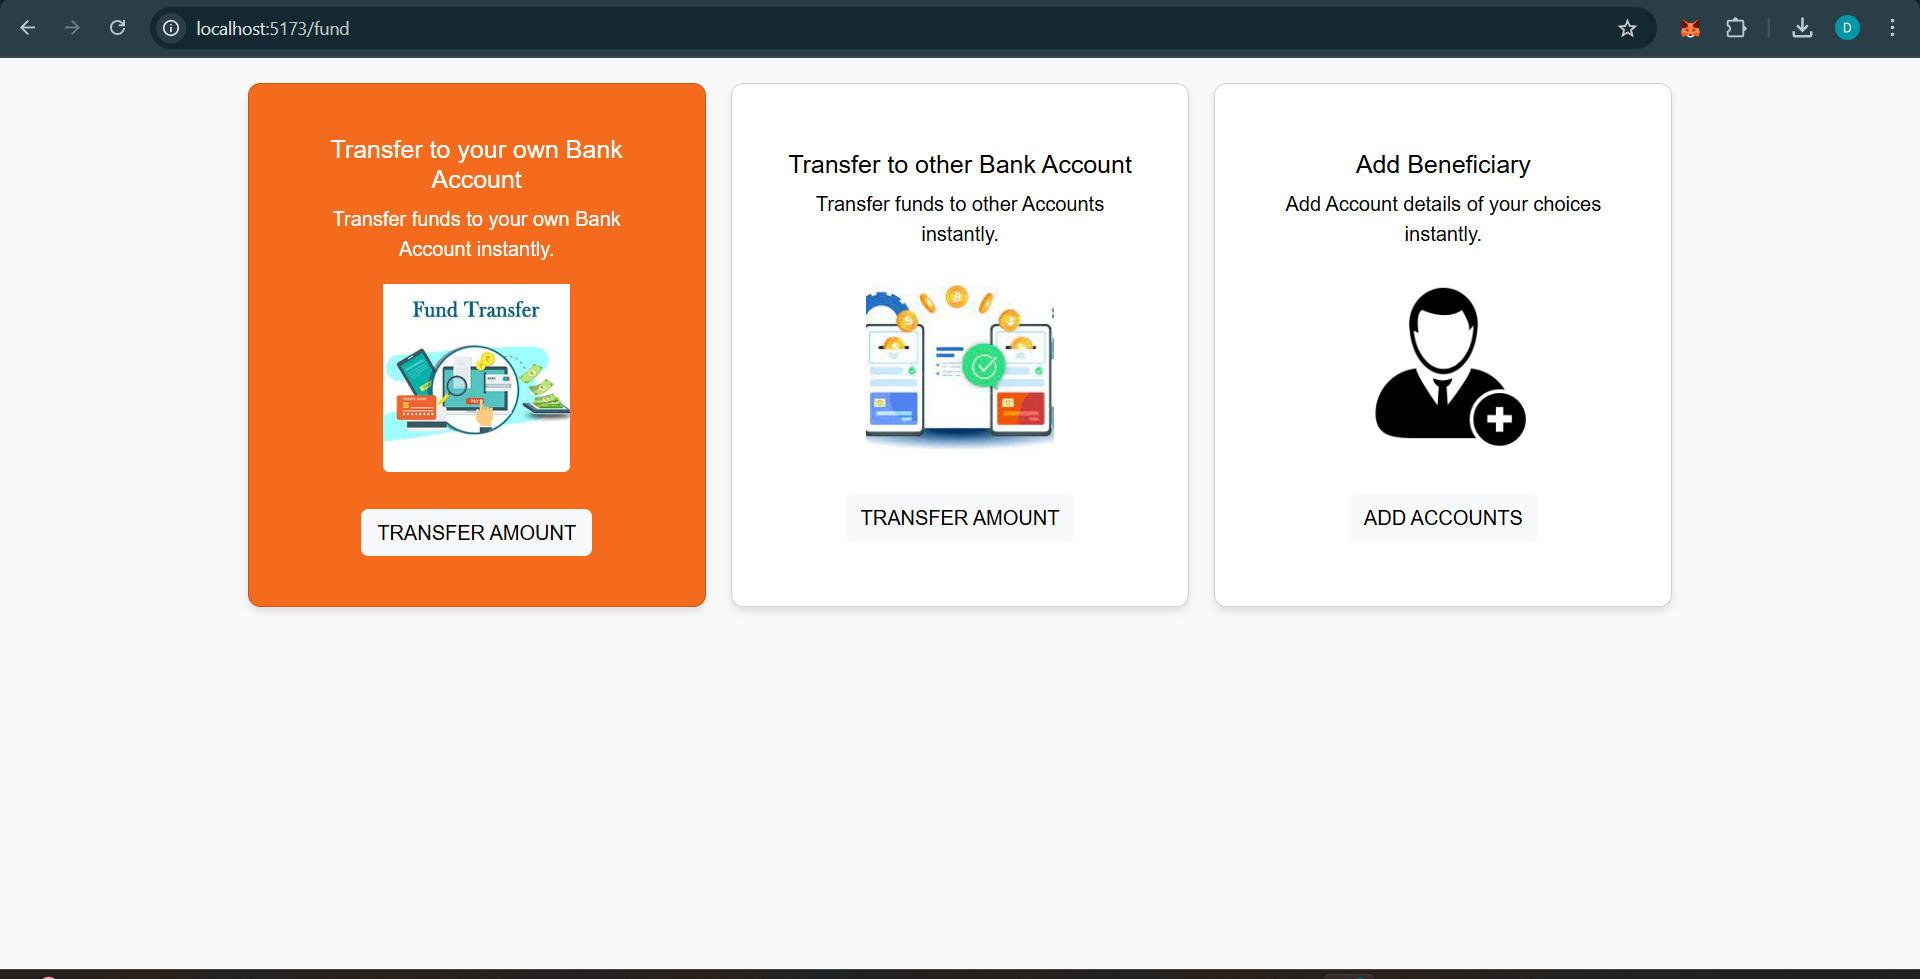 localhost:5173/fund
D
Transfer to your own Bank
Account
Transfer funds to your own Bank
Account instantly.
Fund Transfer
TRANSFER AMOUNT
Transfer to other Bank Account
Transfer funds to other Accounts
instantly.
TRANSFER AMOUNT
Add Beneficiary
Add Account details of your choices
instantly.
ADD ACCOUNTS